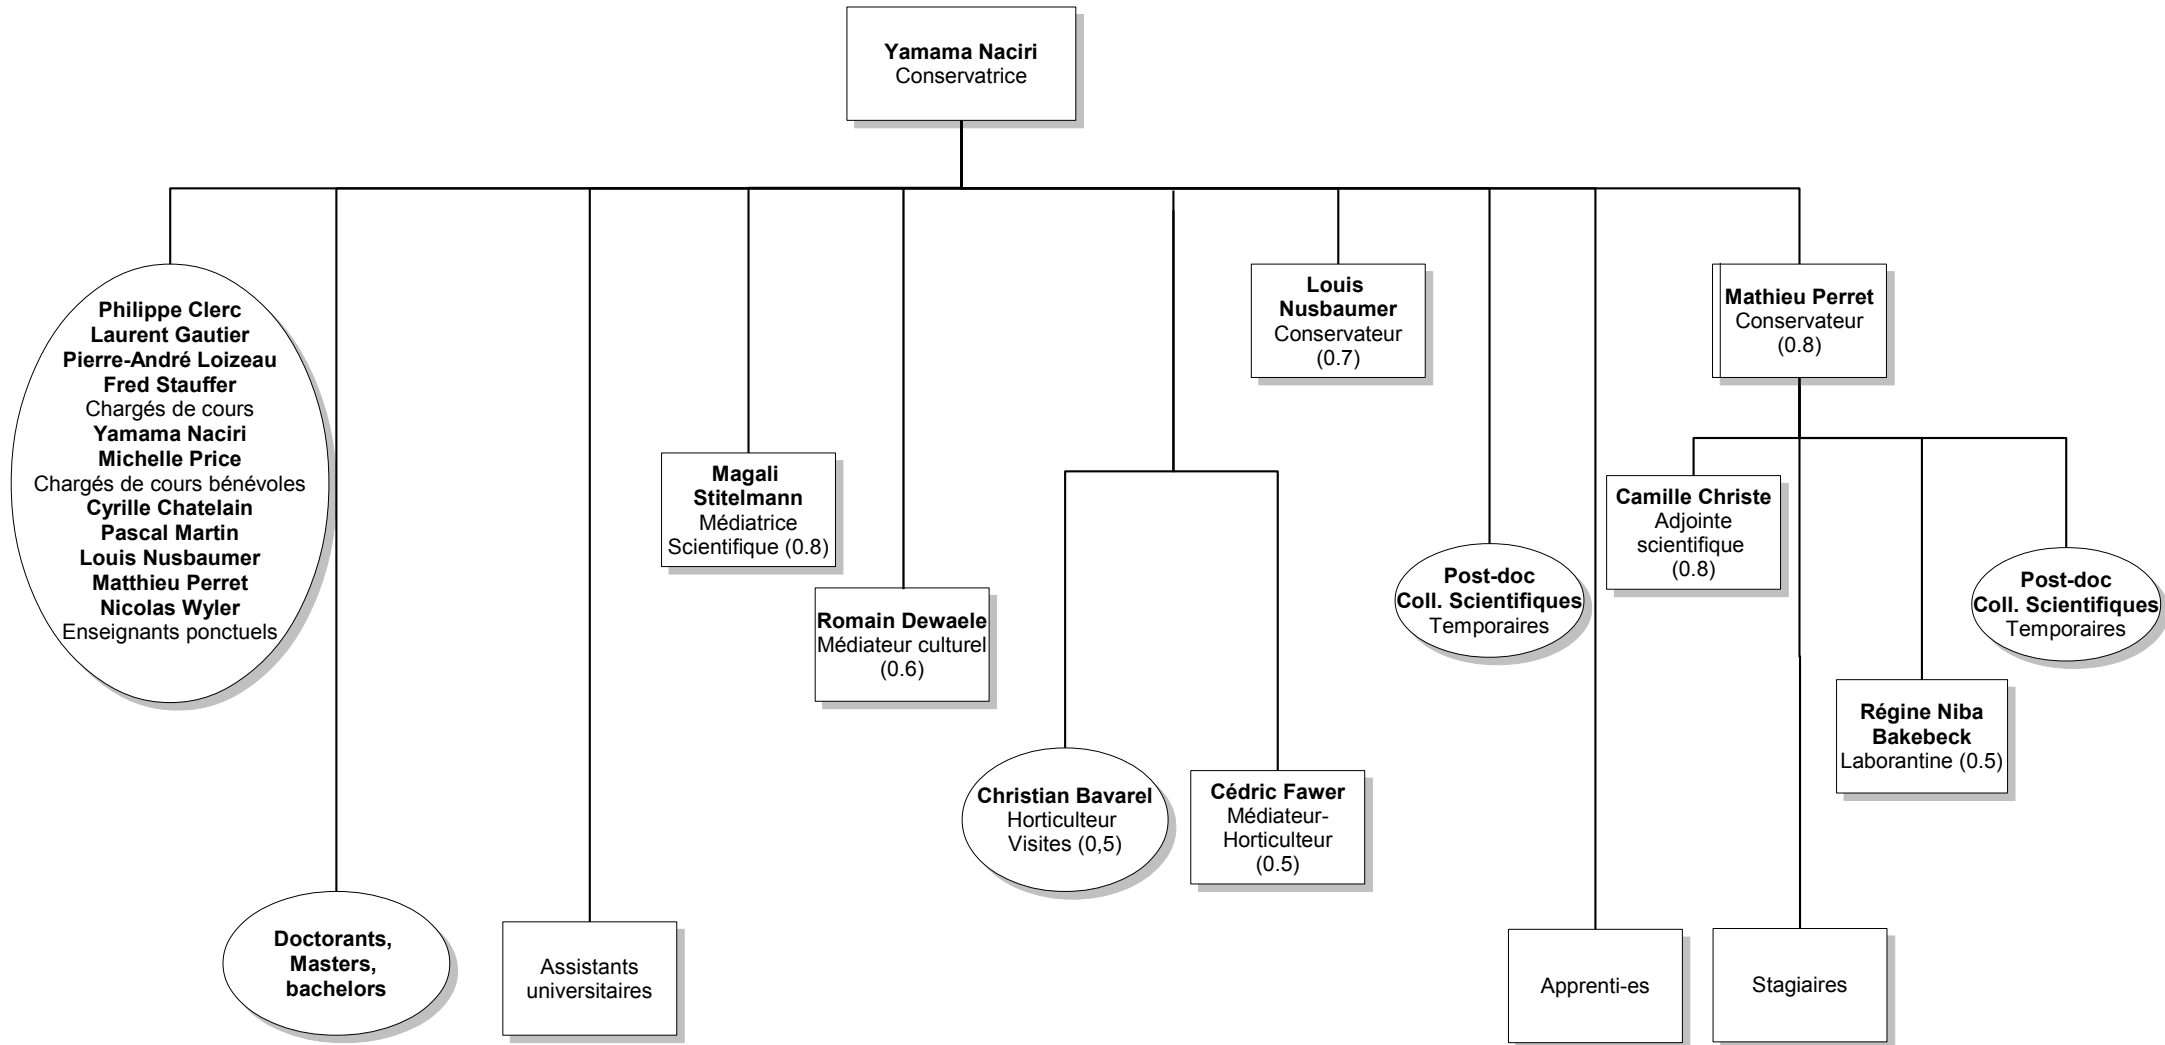 Yamama Naciri
Conservatrice
Philippe Clerc
Laurent Gautier
Pierre-André Loizeau
Fred Stauffer
Chargés de cours
Yamama Naciri
Michelle Price
Chargés de cours bénévoles
Cyrille Chatelain
Pascal Martin
Louis Nusbaumer
Matthieu Perret
Nicolas Wyler
Enseignants ponctuels
Doctorants,
Masters,
bachelors
Assistants
universitaires
Magali
Stitelmann
Médiatrice
Scientifique (0.8)
Romain Dewaele
Médiateur culturel
(0.6)
Christian Bavarel
Horticulteur
Visites (0,5)
Cédric Fawer
Médiateur-
Horticulteur
(0.5)
Louis
Nusbaumer
Conservateur
(0.7)
Post-doc
Coll. Scientifiques
Temporaires
Apprenti-es
Mathieu Perret
Conservateur
(0.8)
Camille Christe
Adjointe
scientifique
(0.8)
Stagiaires
Régine Niba
Bakebeck
Laborantine (0.5)
Post-doc
Coll. Scientifiques
Temporaires